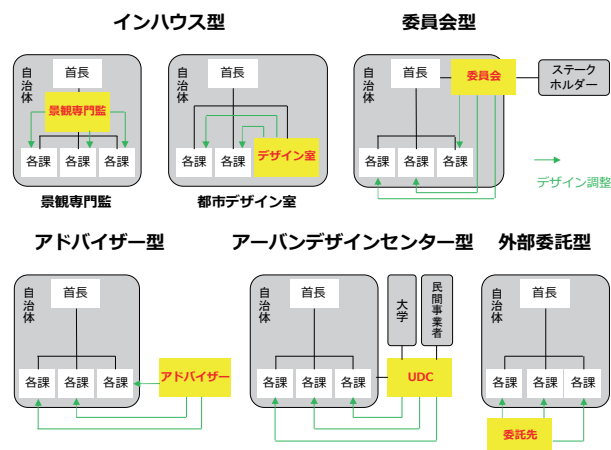 インハウス型
委員会型
自治体
首長
景観専門監
各課
各課
各課
景観専門監
自治体
首長
各課
各課
デザイン室
都市デザイン室
自治体
首長
委員会
ステーク
ホルダー
各課
各課
各課
デザイン調整
アドバイザー型
アーバンデザインセンター型
外部委託型
自治体
首長
各課
各課
各課
アドバイザー
自治体
首長
大学
民間事業者
各課
各課
各課
UDC
自治体
首長
各課
各課
各課
委託先